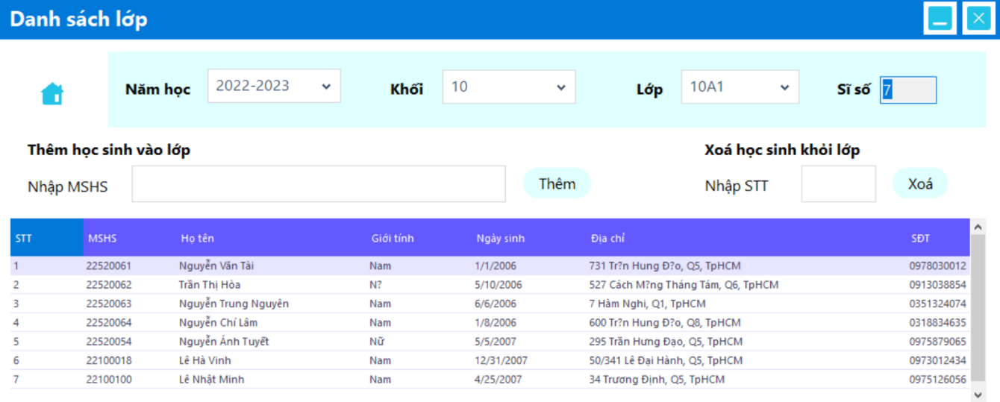 Danh sách lớp
Năm học 2022-2023 Khối 10 Lớp 10A1 Sĩ số 7
Thêm học sinh vào lớp Xoá học sinh khỏi lớp
Nhập MSHS Thêm Nhập STT Xoá
STT MSHS Họ tên Giới tính Ngày sinh Địa chỉ SĐT
1 22520061 Nguyễn Văn Tài Nam 1/1/2006 731 Tr?n Hung Đ?o, Q5, TpHCM 0978030012
2 22520062 Trần Thị Hòa N? 5/10/2006 527 Cách M?ng Tháng Tám, Q6, TpHCM 0913038854
3 22520063 Nguyễn Trung Nguyên Nam 6/6/2006 7 Hàm Nghi, Q1, TpHCM 0351324074
4 22520064 Nguyễn Chí Lâm Nam 1/8/2006 600 Tr?n Hung Đ?o, Q8, TpHCM 0318834635
5 22520054 Nguyễn Ánh Tuyết Nữ 5/5/2007 295 Trần Hưng Đạo, Q5, TpHCM 0975879065
6 22100018 Lê Hà Vinh Nam 12/31/2007 50/341 Lê Đại Hành, Q5, TpHCM 0973012434
7 22100100 Lê Nhật Minh Nam 4/25/2007 34 Trương Định, Q5, TpHCM 0975126056